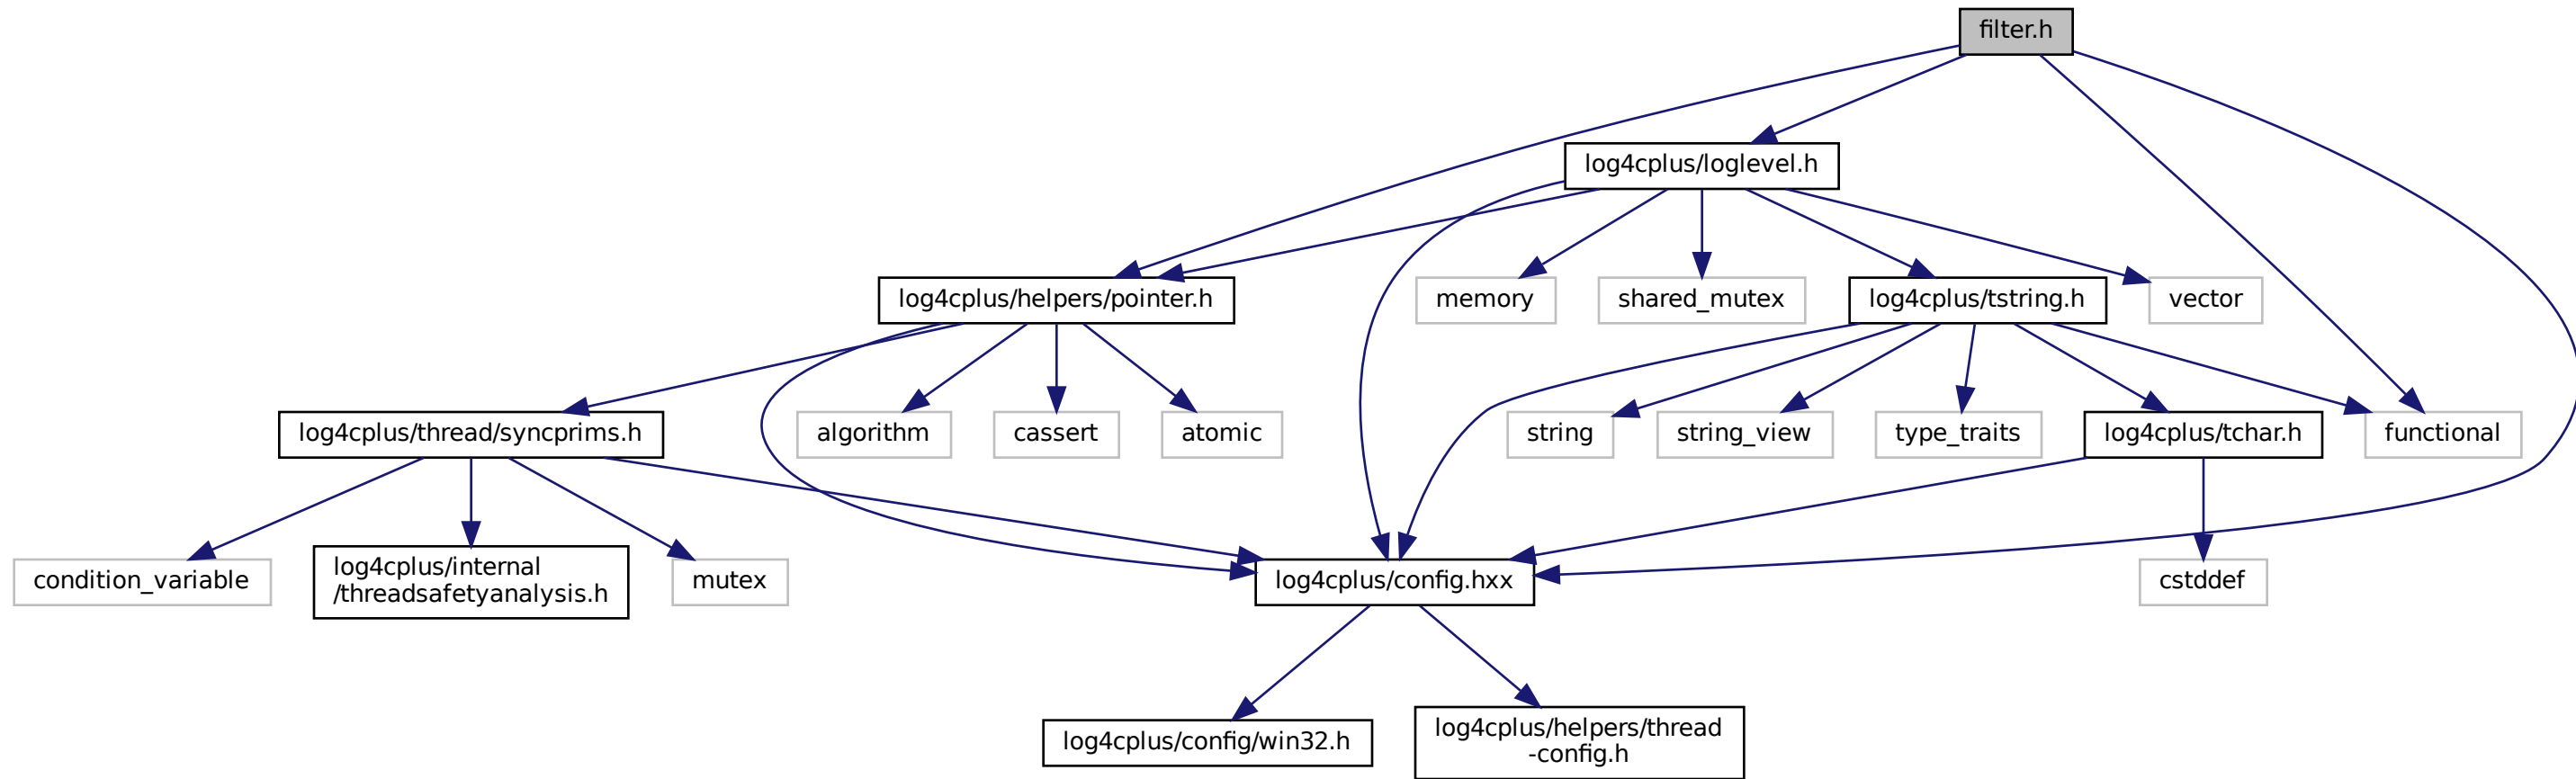 filter.h
log4cplus/loglevel.h
log4cplus/helpers/pointer.h
memory
shared_mutex
log4cplus/tstring.h
vector
log4cplus/thread/syncprims.h
algorithm
cassert
atomic
string
string_view
type_traits
log4cplus/tchar.h
functional
condition_variable
log4cplus/internal
/threadsafetyanalysis.h
mutex
log4cplus/config.hxx
cstddef
log4cplus/config/win32.h
log4cplus/helpers/thread
-config.h